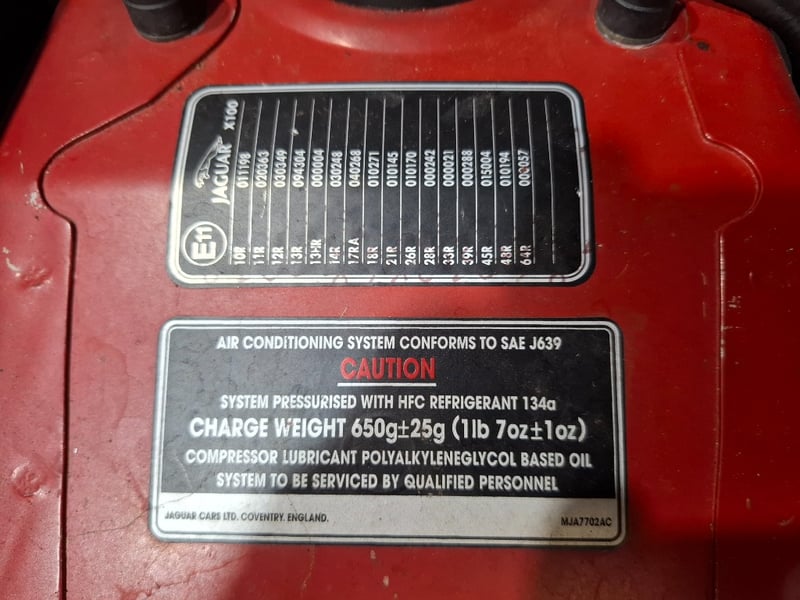 E11 JAGUAR X100
10R 011198
11R 020363
12R 030249
13R 094304
13HR 000004
14R 030248
17RA 040268
18R 010271
21R 010145
26R 010170
28R 000242
33R 000021
39R 000288
45R 015004
48R 010194
64R 000057
AIR CONDITIONING SYSTEM CONFORMS TO SAE J639
CAUTION
SYSTEM PRESSURISED WITH HFC REFRIGERANT 134a
CHARGE WEIGHT 650g±25g (1lb 7oz±1oz)
COMPRESSOR LUBRICANT POLYALKYLENEGLYCOL BASED OIL
SYSTEM TO BE SERVICED BY QUALIFIED PERSONNEL
JAGUAR CARS LTD. COVENTRY. ENGLAND.
MJA7702AC